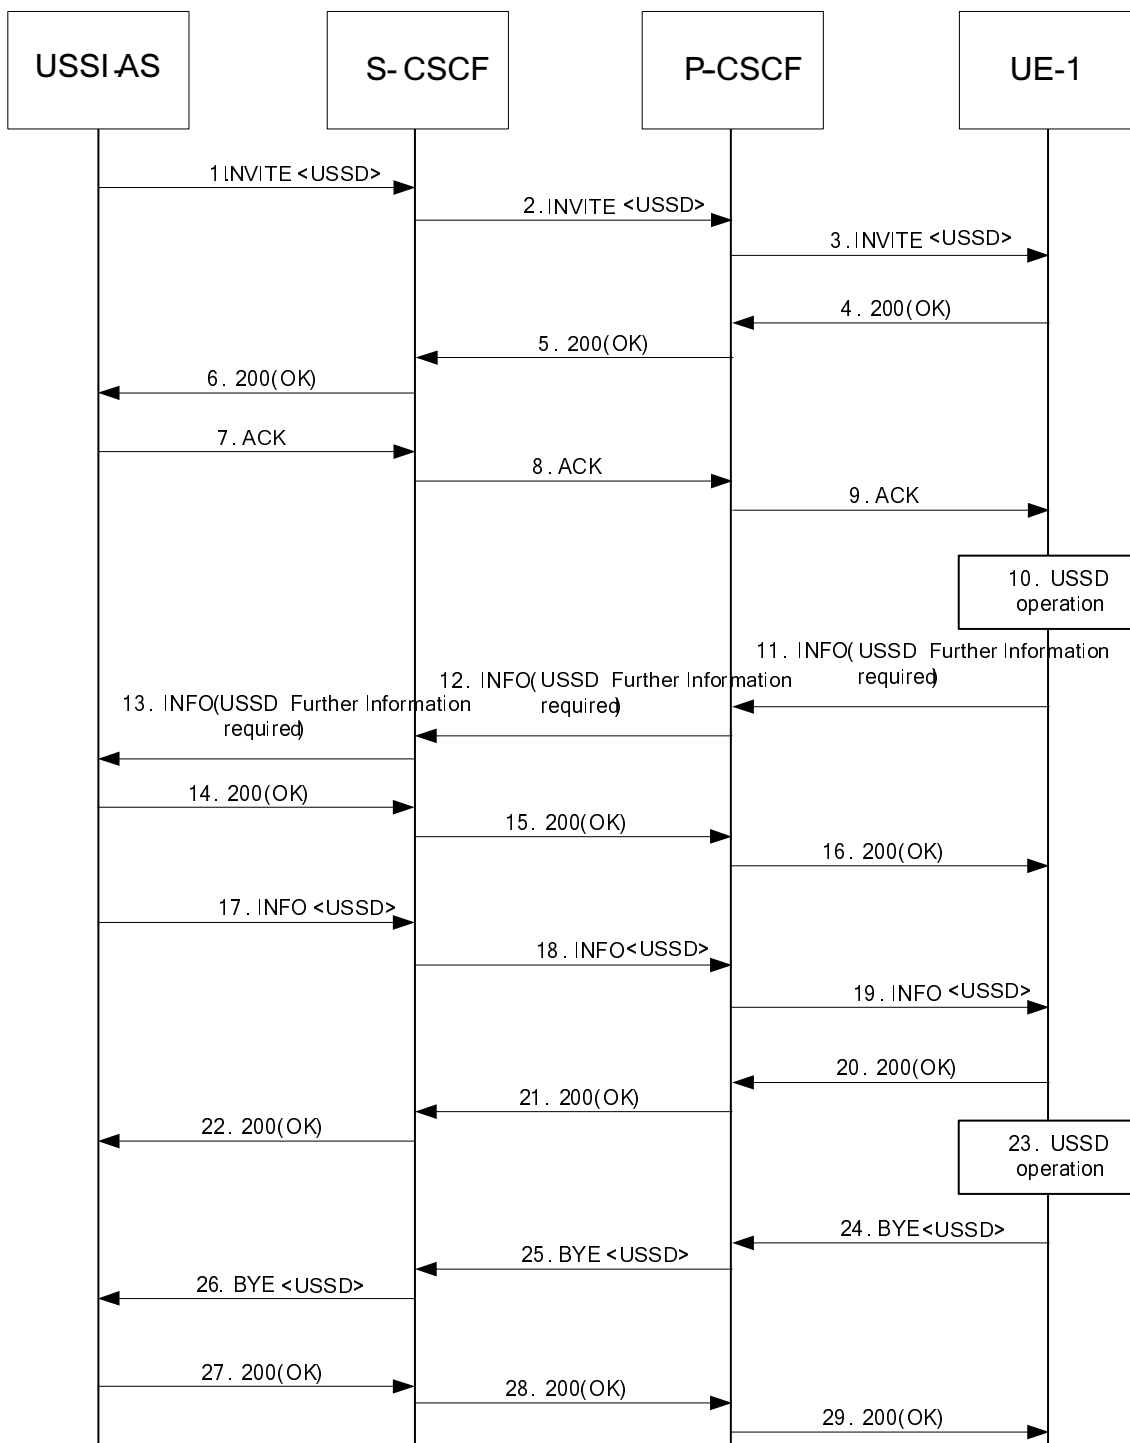 USSI-AS
S-CSCF
P-CSCF
UE-1
1.INVITE <USSD>
2. INVITE <USSD>
3. INVITE <USSD>
4. 200(OK)
5. 200(OK)
6. 200(OK)
7. ACK
8. ACK
9. ACK
10. USSD
operation
11. INFO( USSD Further Information
required)
12. INFO( USSD Further Information
required)
13. INFO(USSD Further Information
required)
14. 200(OK)
15. 200(OK)
16. 200(OK)
17. INFO <USSD>
18. INFO<USSD>
19. INFO <USSD>
20. 200(OK)
21. 200(OK)
22. 200(OK)
23. USSD
operation
24. BYE<USSD>
25. BYE <USSD>
26. BYE <USSD>
27. 200(OK)
28. 200(OK)
29. 200(OK)